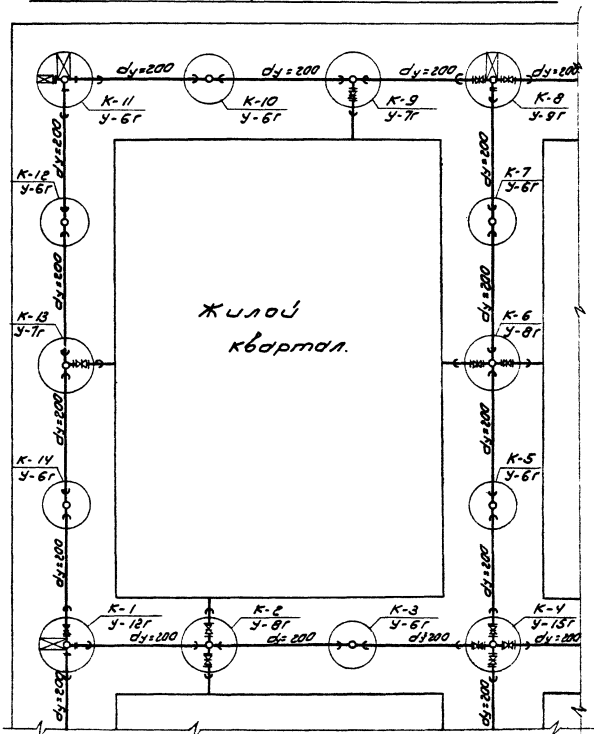 dy=200
dy=200
dy=200
dy=200
К-11
У-6г
К-10
У-6г
К-9
У-7г
К-8
У-9г
dy=200
dy=200
К-12
У-6г
К-7
У-6г
dy=200
dy=200
Жилой
квартал.
К-13
У-7г
К-6
У-8г
dy=200
dy=200
К-14
У-6г
К-5
У-6г
dy=200
dy=200
К-1
У-12г
К-2
У-8г
К-3
У-6г
К-4
У-15г
dy=200
dy=200
dy=200
dy=200
dy=200